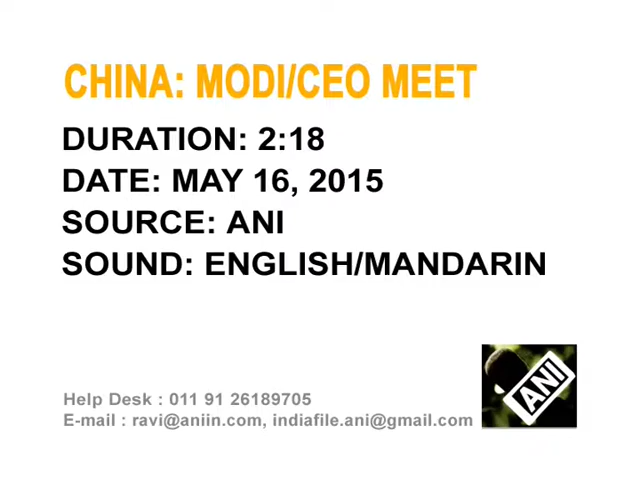 CHINA: MODI/CEO MEET
DURATION: 2:18
DATE: MAY 16, 2015
SOURCE: ANI
SOUND: ENGLISH/MANDARIN
ANI
Help Desk : 011 91 26189705
E-mail : ravi@aniin.com, indiafile.ani@gmail.com